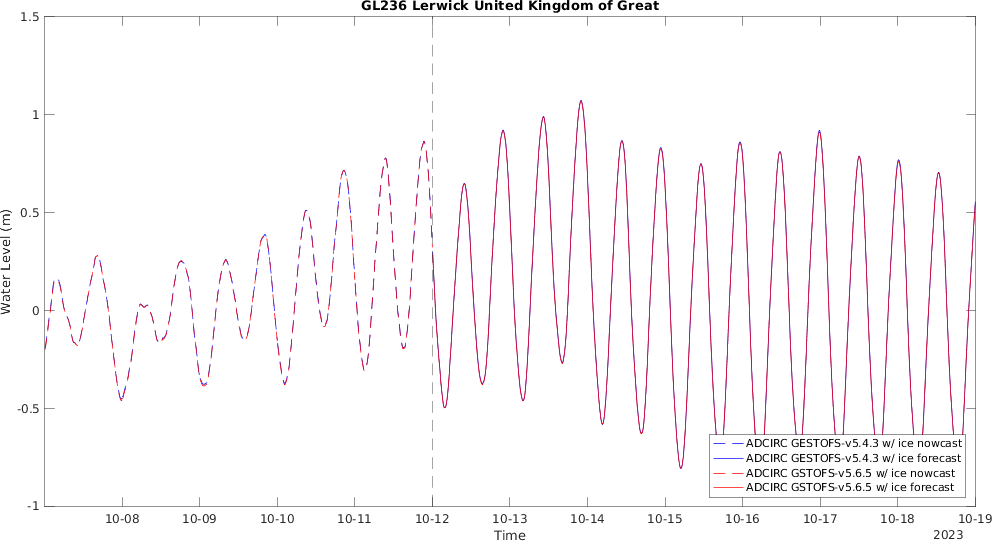 GL236 Lerwick United Kingdom of Great
1.5
1
0.5
0
-0.5
-1
Water Level (m)
ADCIRC GESTOFS-v5.4.3 w/ ice nowcast
ADCIRC GESTOFS-v5.4.3 w/ ice forecast
ADCIRC GSTOFS-v5.6.5 w/ ice nowcast
ADCIRC GSTOFS-v5.6.5 w/ ice forecast
10-08 10-09 10-10 10-11 10-12 10-13 10-14 10-15 10-16 10-17 10-18 10-19
Time
2023